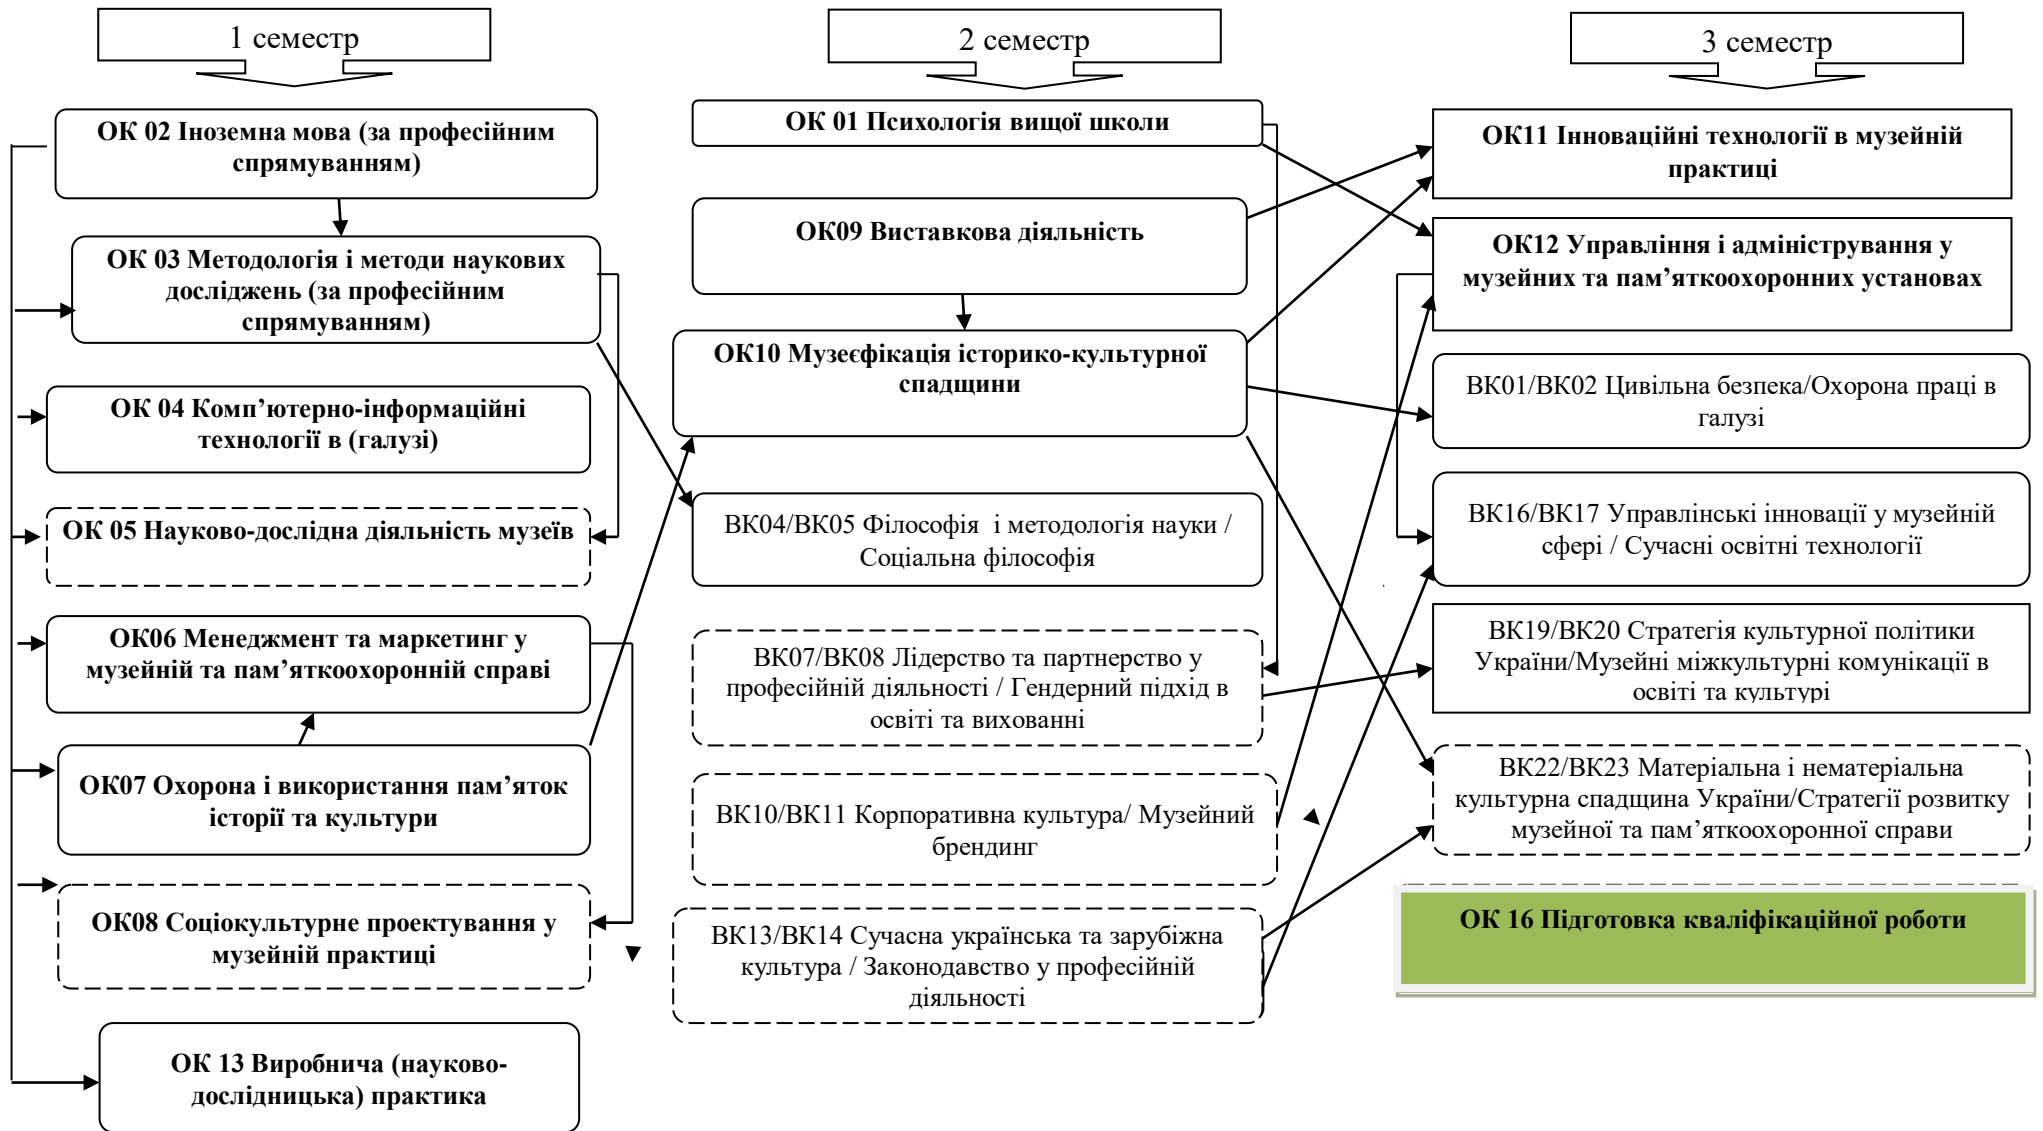 1 семестр
2 семестр
3 семестр
ОК 02 Іноземна мова (за професійним
спрямуванням)
ОК 03 Методологія і методи наукових
досліджень (за професійним
спрямуванням)
ОК 04 Комп’ютерно-інформаційні
технології в (галузі)
ОК 05 Науково-дослідна діяльність музеїв
ОК06 Менеджмент та маркетинг у
музейній та пам’яткоохоронній справі
ОК07 Охорона і використання пам’яток
історії та культури
ОК08 Соціокультурне проектування у
музейній практиці
ОК 13 Виробнича (науково-
дослідницька) практика
ОК 01 Психологія вищої школи
ОК09 Виставкова діяльність
ОК10 Музеєфікація історико-культурної
спадщини
ВК04/ВК05 Філософія і методологія науки /
Соціальна філософія
ВК07/ВК08 Лідерство та партнерство у
професійній діяльності / Гендерний підхід в
освіті та вихованні
ВК10/ВК11 Корпоративна культура/ Музейний
брендинг
ВК13/ВК14 Сучасна українська та зарубіжна
культура / Законодавство у професійній
діяльності
ОК11 Інноваційні технології в музейній
практиці
ОК12 Управління і адміністрування у
музейних та пам’яткоохоронних установах
ВК01/ВК02 Цивільна безпека/Охорона праці в
галузі
ВК16/ВК17 Управлінські інновації у музейній
сфері / Сучасні освітні технології
ВК19/ВК20 Стратегія культурної політики
України/Музейні міжкультурні комунікації в
освіті та культурі
ВК22/ВК23 Матеріальна і нематеріальна
культурна спадщина України/Стратегії розвитку
музейної та пам’яткоохоронної справи
ОК 16 Підготовка кваліфікаційної роботи